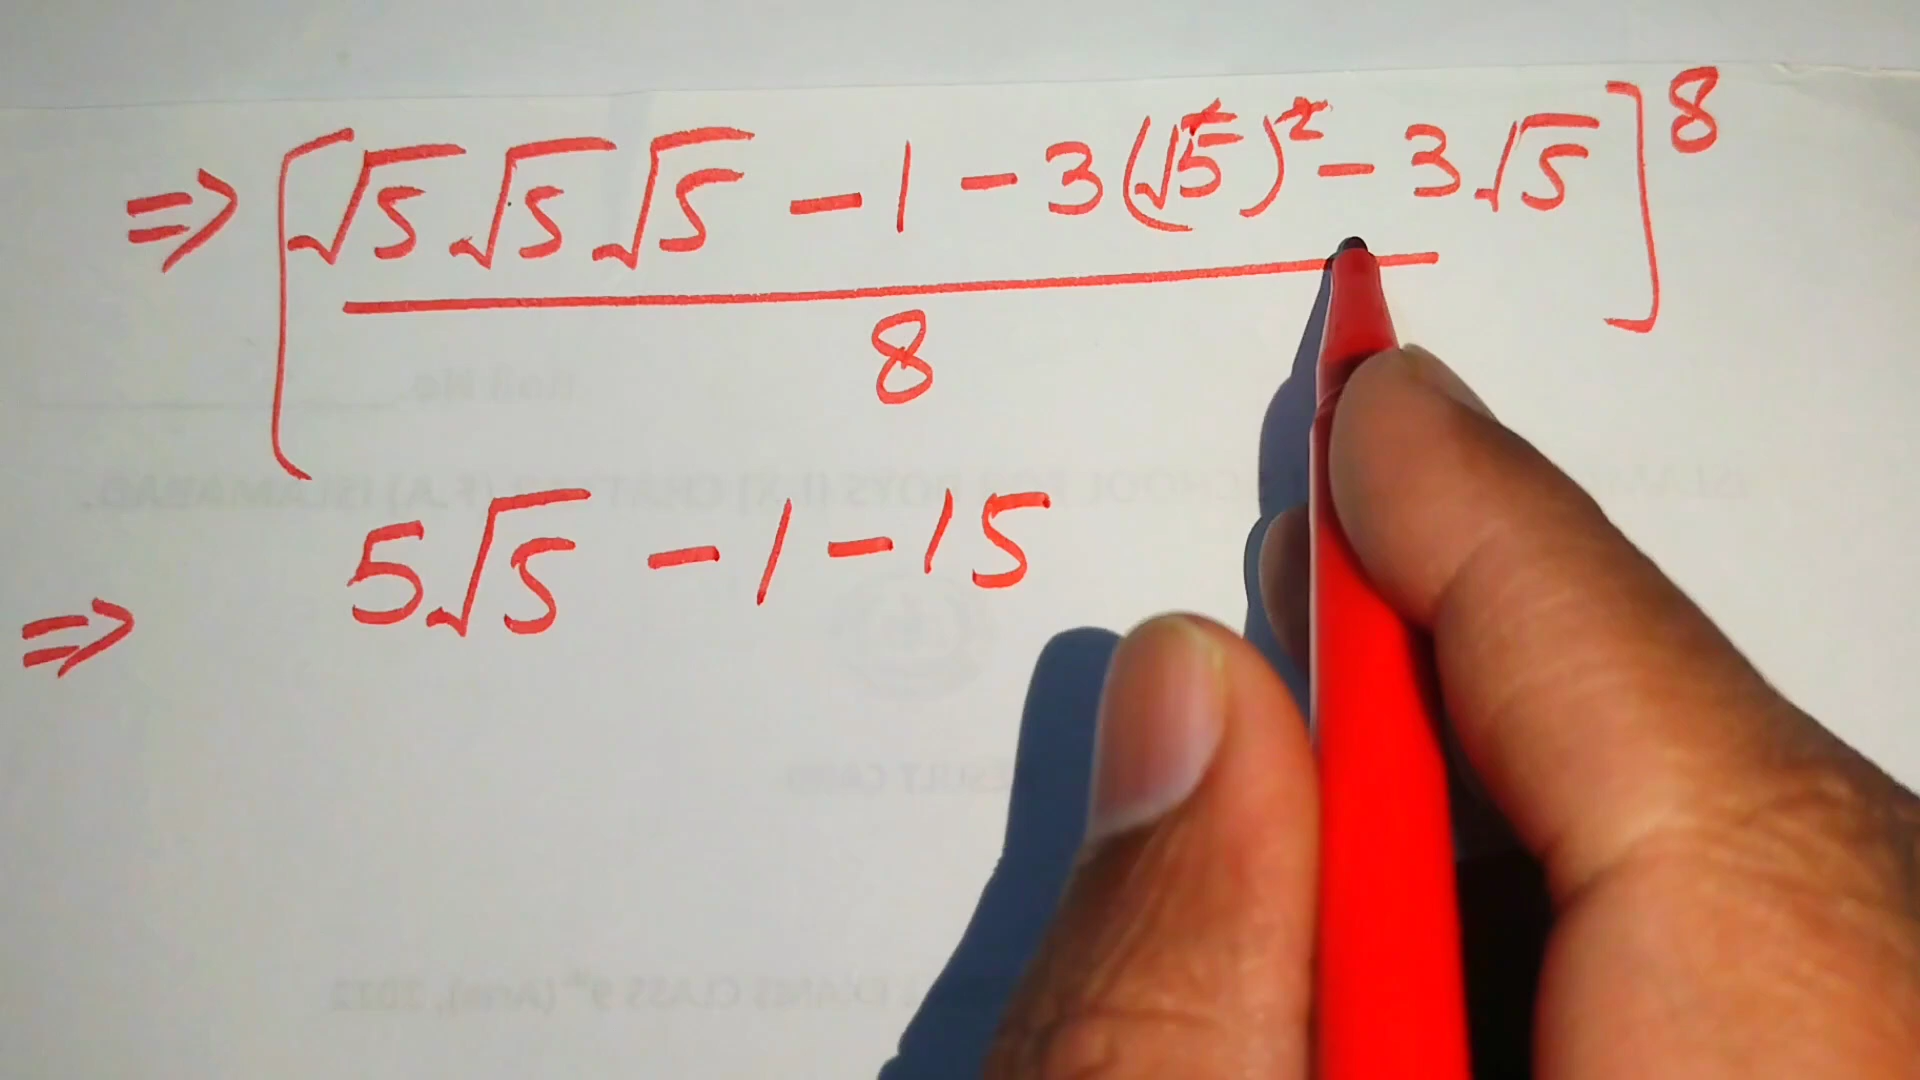 ⇒ [(√5√5√5 - 1 - 3(√5)² - 3√5) / 8]⁸
⇒ 5√5 - 1 - 15